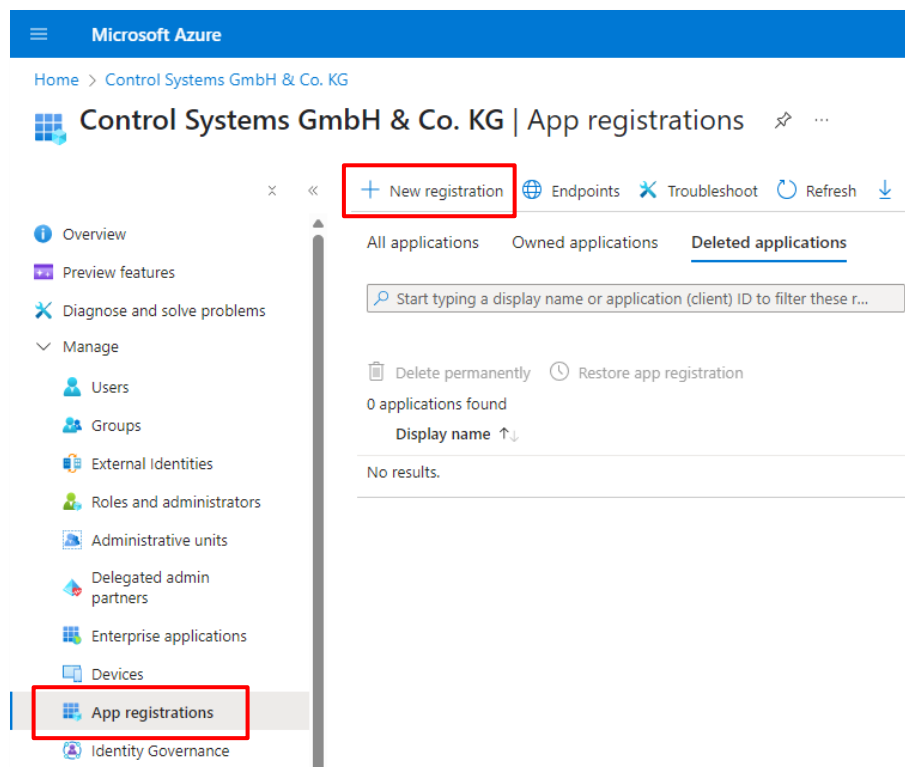 Microsoft Azure
Home > Control Systems GmbH & Co. KG
Control Systems GmbH & Co. KG | App registrations
New registration
Endpoints
Troubleshoot
Refresh
Overview
Preview features
Diagnose and solve problems
Manage
Users
Groups
External Identities
Roles and administrators
Administrative units
Delegated admin
partners
Enterprise applications
Devices
App registrations
Identity Governance
All applications
Owned applications
Deleted applications
Start typing a display name or application (client) ID to filter these r...
Delete permanently
Restore app registration
0 applications found
Display name ↑↓
No results.